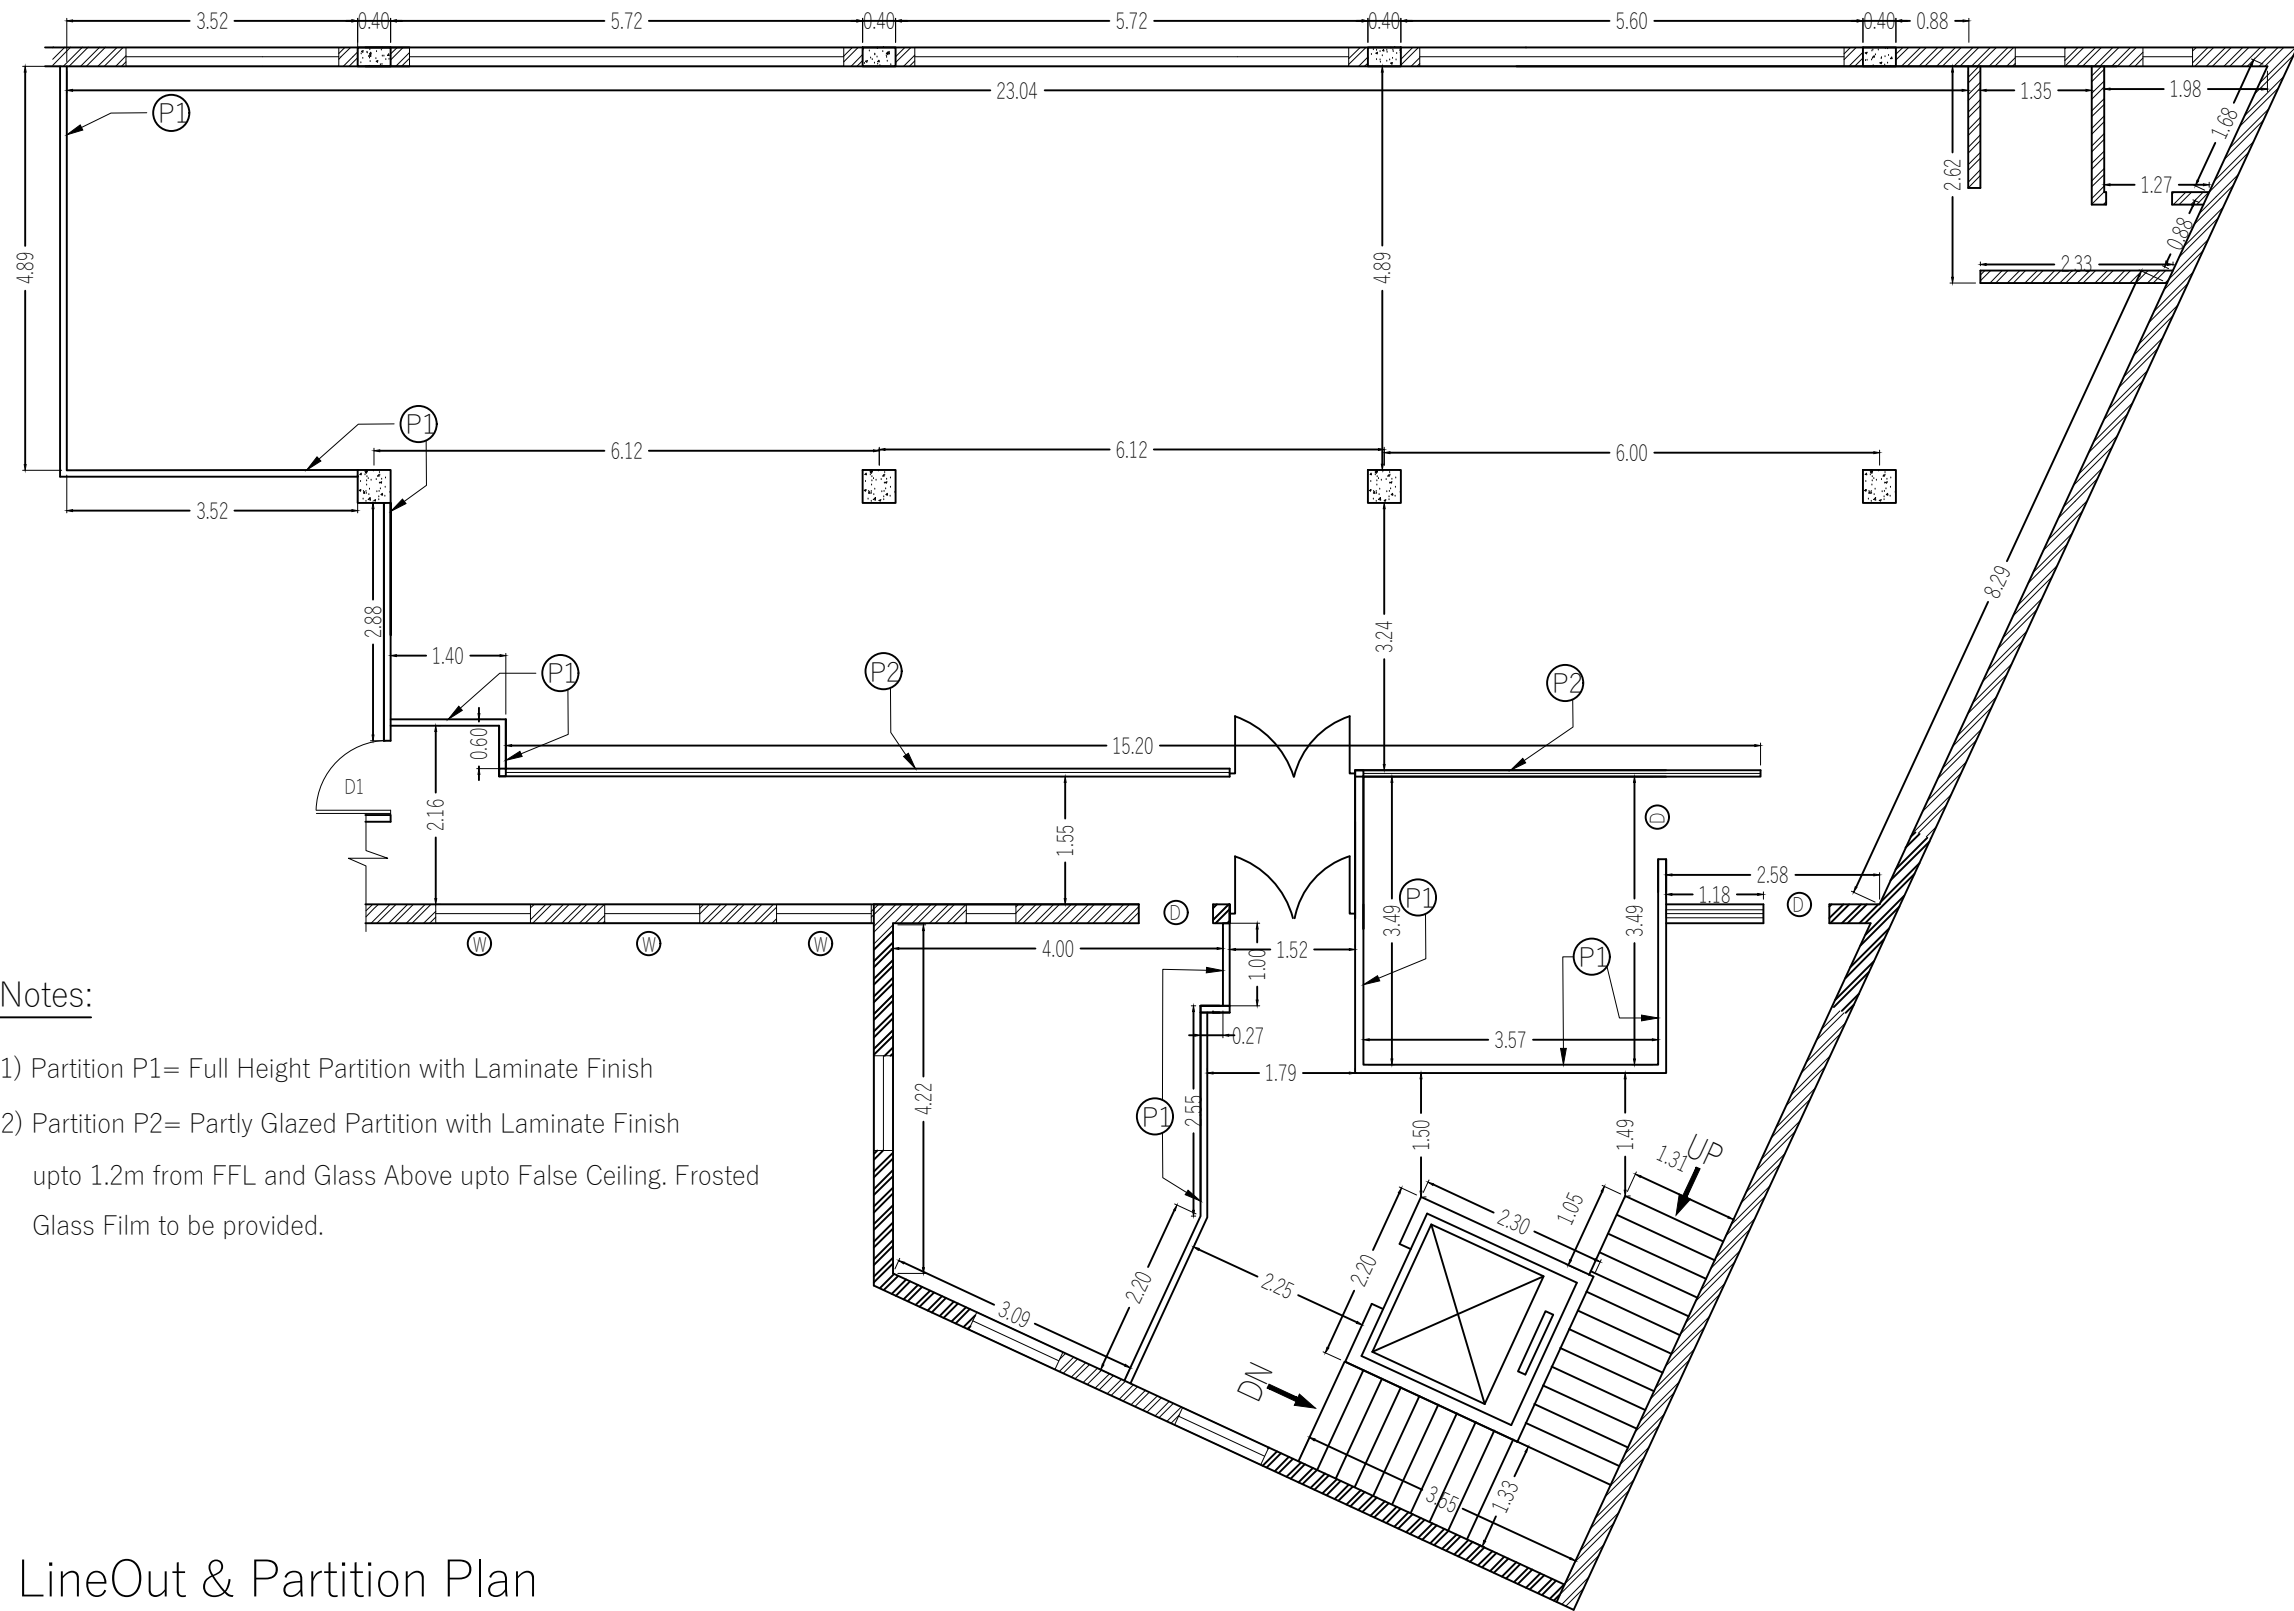 3.52 0.40 5.72 0.40 5.72 0.40 5.60 0.40 0.88
23.04 1.35 1.98
P1
1.68
2.62 1.27
0.88
4.89 4.89 2.33
P1
6.12 6.12 6.00
3.52
8.29
2.88 3.24
1.40 P1 P2 P2
0.60 15.20
D1
2.16 1.55 D
2.58
1.18
P1 D D
3.49 3.49
W W W 4.00 1.00 1.52 P1
Notes:
0.27 3.57
1) Partition P1= Full Height Partition with Laminate Finish
1.79
4.22 P1 2.55
2) Partition P2= Partly Glazed Partition with Laminate Finish
1.50 1.49
1.31 UP
upto 1.2m from FFL and Glass Above upto False Ceiling. Frosted
Glass Film to be provided.
2.30 1.05
2.20 2.25 2.20
3.09
DN
3.55 1.33
LineOut & Partition Plan